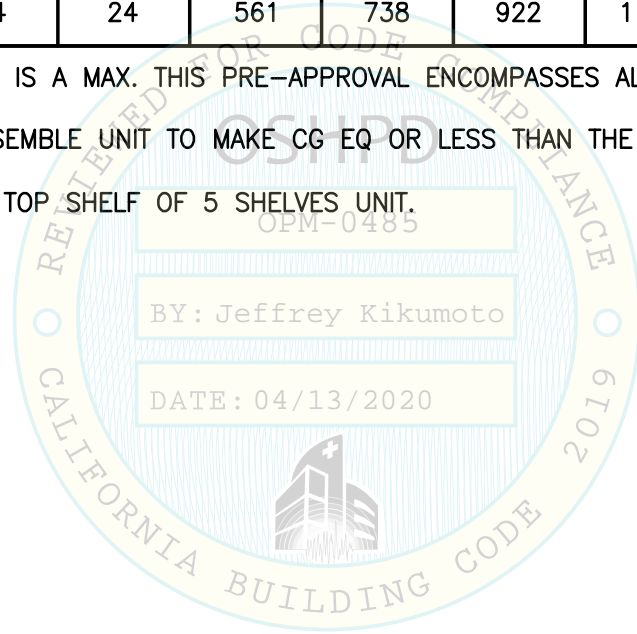 24 561 738 922
IS A MAX. THIS PRE-APPROVAL ENCOMPASSES
UNIT TO MAKE CG EQ OR LESS THAN THE
TOP SHELF OF 5 SHELVES UNIT.
REVIEWED FOR CODE COMPLIANCE
OSHPD
OPM-0485
BY: Jeffrey Kikumoto
DATE: 04/13/2020
CALIFORNIA BUILDING CODE 2019